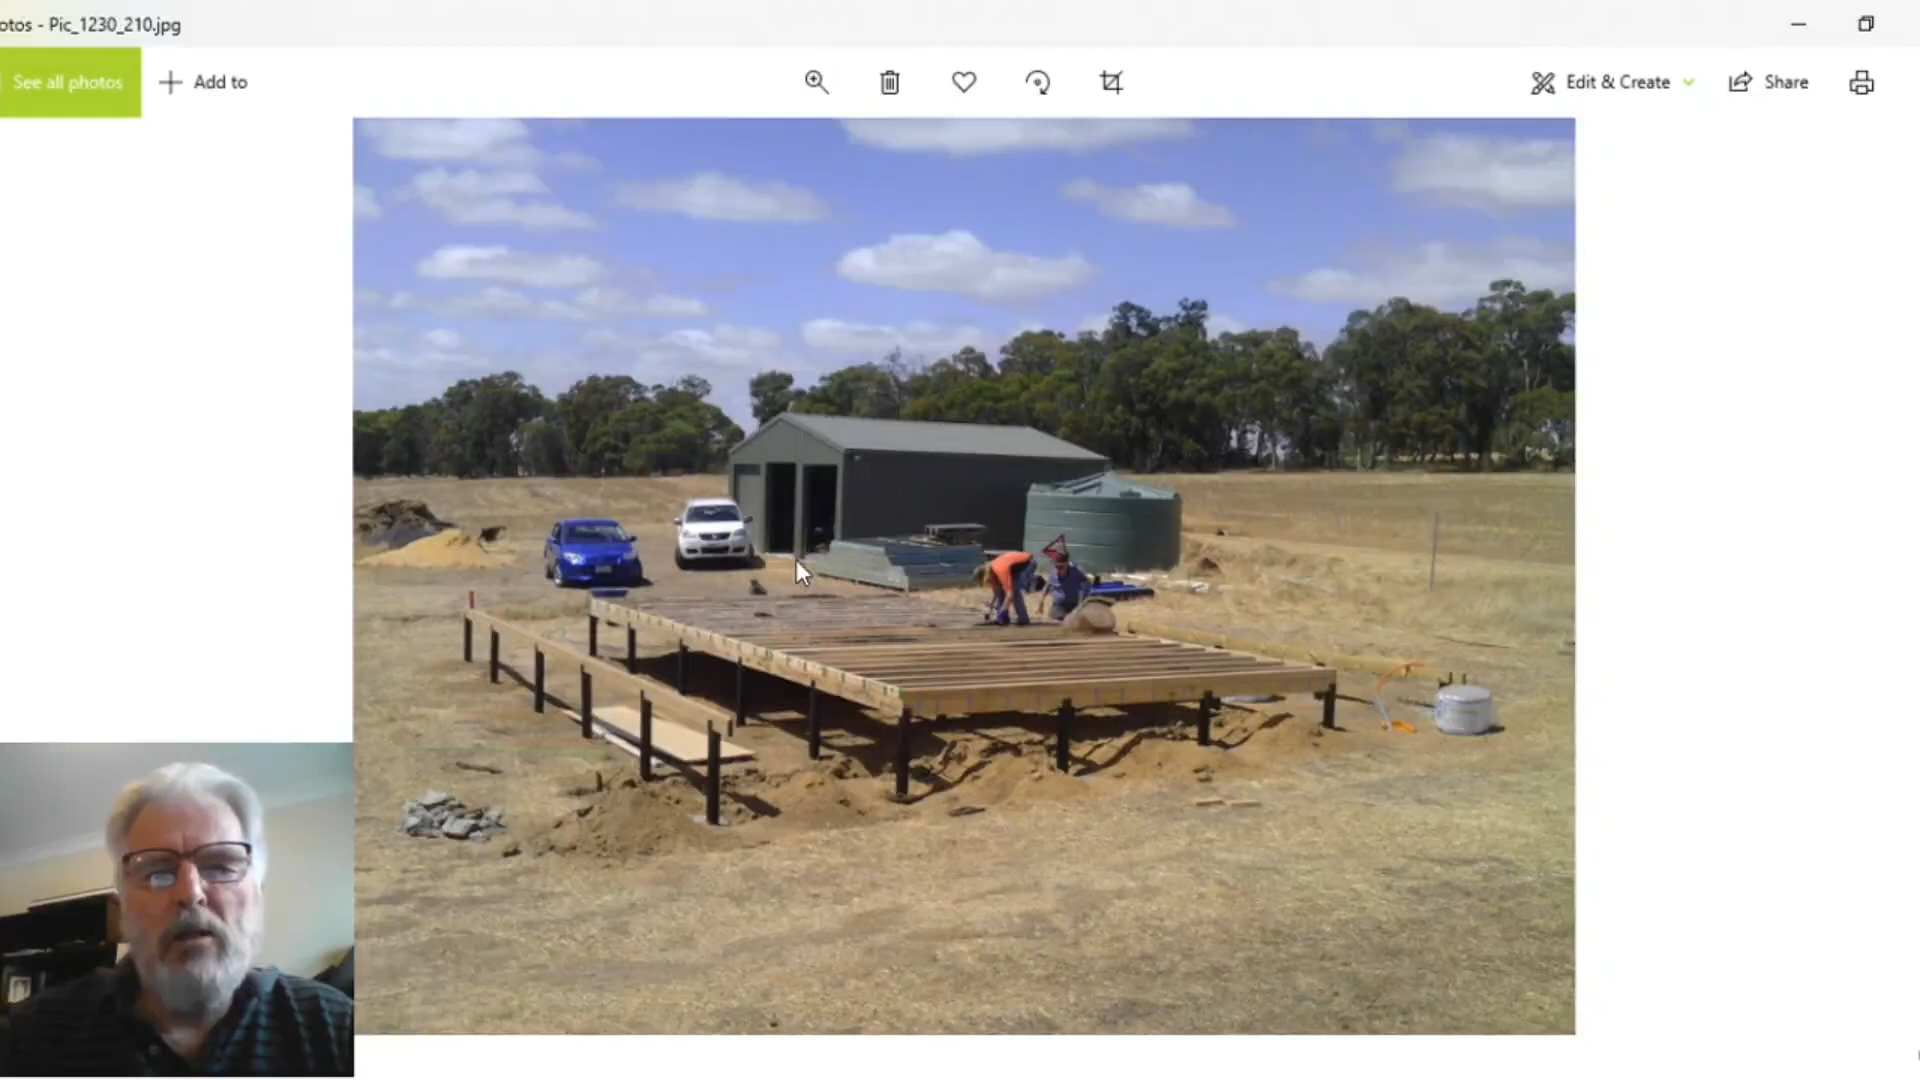 otos - Pic_1230_210.jpg
See all photos
Add to
Edit & Create
Share